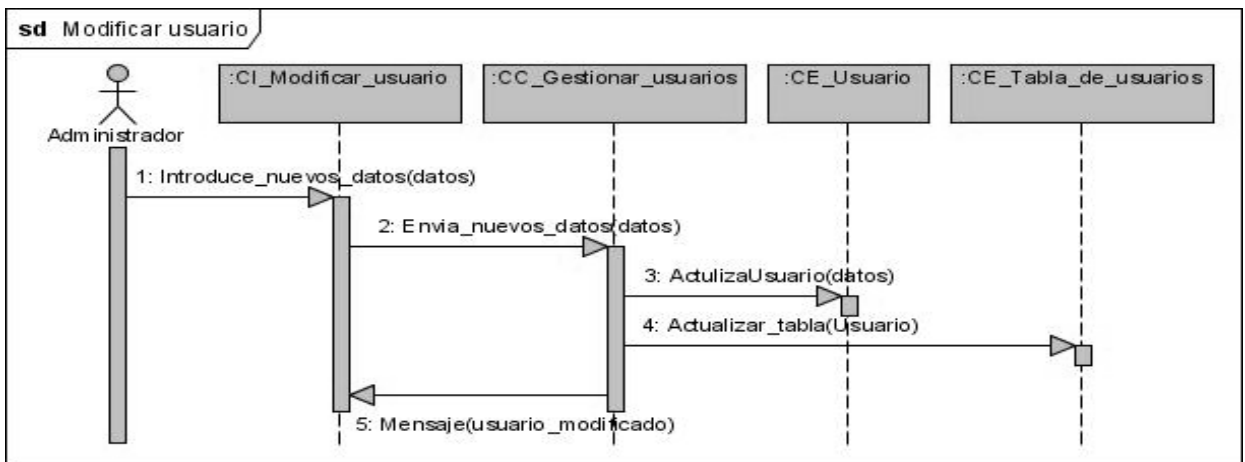 sd Modificar usuario
:CI_Modificar_usuario
:CC_Gestionar_usuarios
:CE_Usuario
:CE_Tabla_de_usuarios
Administrador
1: Introduce_nuevos_datos(datos)
2: Envia_nuevos_datos(datos)
3: ActulizaUsuario(datos)
4: Actualizar_tabla(Usuario)
5: Mensaje(usuario_modificado)